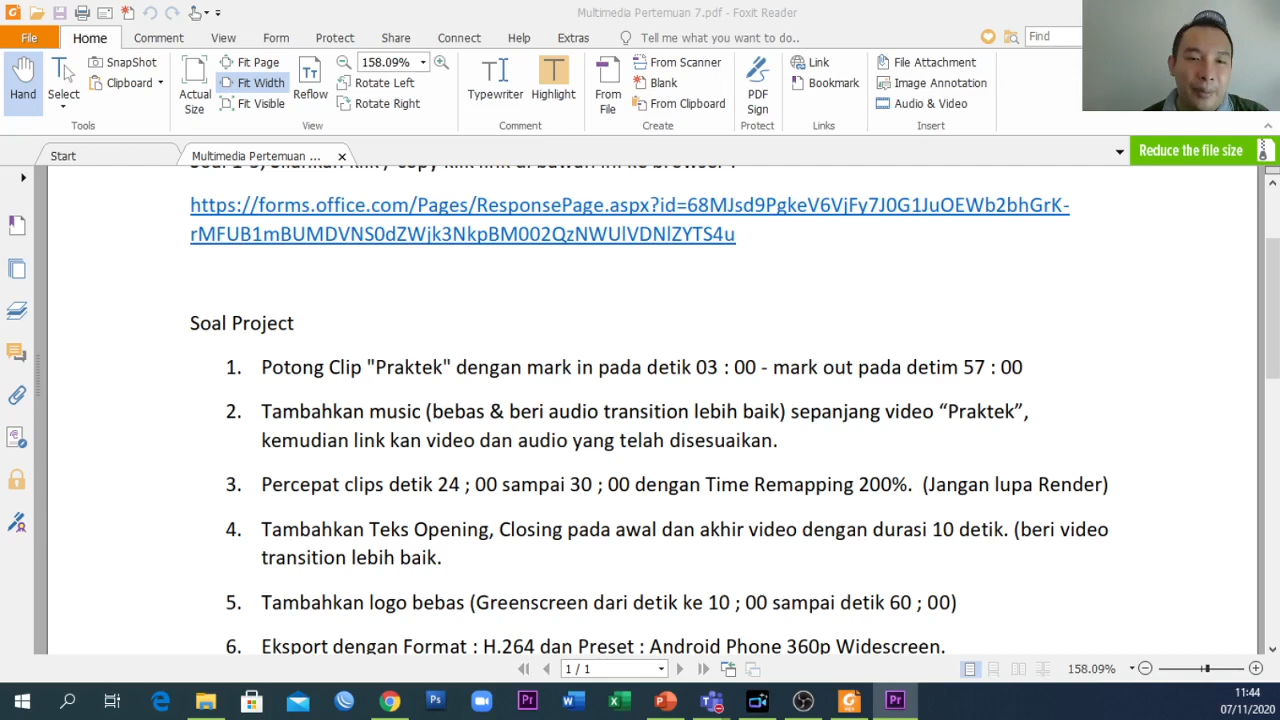 Multimedia Pertemuan 7.pdf - Foxit Reader
File Home Comment View Form Protect Share Connect Help Extras Tell me what you want to do.. Find
Hand
Select
SnapShot
Clipboard
Tools
Actual Size
Fit Page
Fit Width
Fit Visible
Reflow
158.09%
Rotate Left
Rotate Right
View
Typewriter
Highlight
Comment
From File
From Scanner
Blank
From Clipboard
Create
PDF Sign
Protect
Link
Bookmark
Links
File Attachment
Image Annotation
Audio & Video
Insert
Start
Multimedia Pertemuan ...
Reduce the file size
https://forms.office.com/Pages/ResponsePage.aspx?id=68MJsd9PgkeV6VjFy7J0G1JuOEWb2bhGrK-
rMFUB1mBUMDVNS0dZWjk3NkpBM002QzNWUlVDNlZYTS4u
Soal Project
1. Potong Clip "Praktek" dengan mark in pada detik 03 : 00 - mark out pada detim 57 : 00
2. Tambahkan music (bebas & beri audio transition lebih baik) sepanjang video “Praktek”,
kemudian link kan video dan audio yang telah disesuaikan.
3. Percepat clips detik 24 ; 00 sampai 30 ; 00 dengan Time Remapping 200%. (Jangan lupa Render)
4. Tambahkan Teks Opening, Closing pada awal dan akhir video dengan durasi 10 detik. (beri video
transition lebih baik.
5. Tambahkan logo bebas (Greenscreen dari detik ke 10 ; 00 sampai detik 60 ; 00)
6. Eksport dengan Format : H.264 dan Preset : Android Phone 360p Widescreen.
1 / 1
158.09%
11:44
07/11/2020